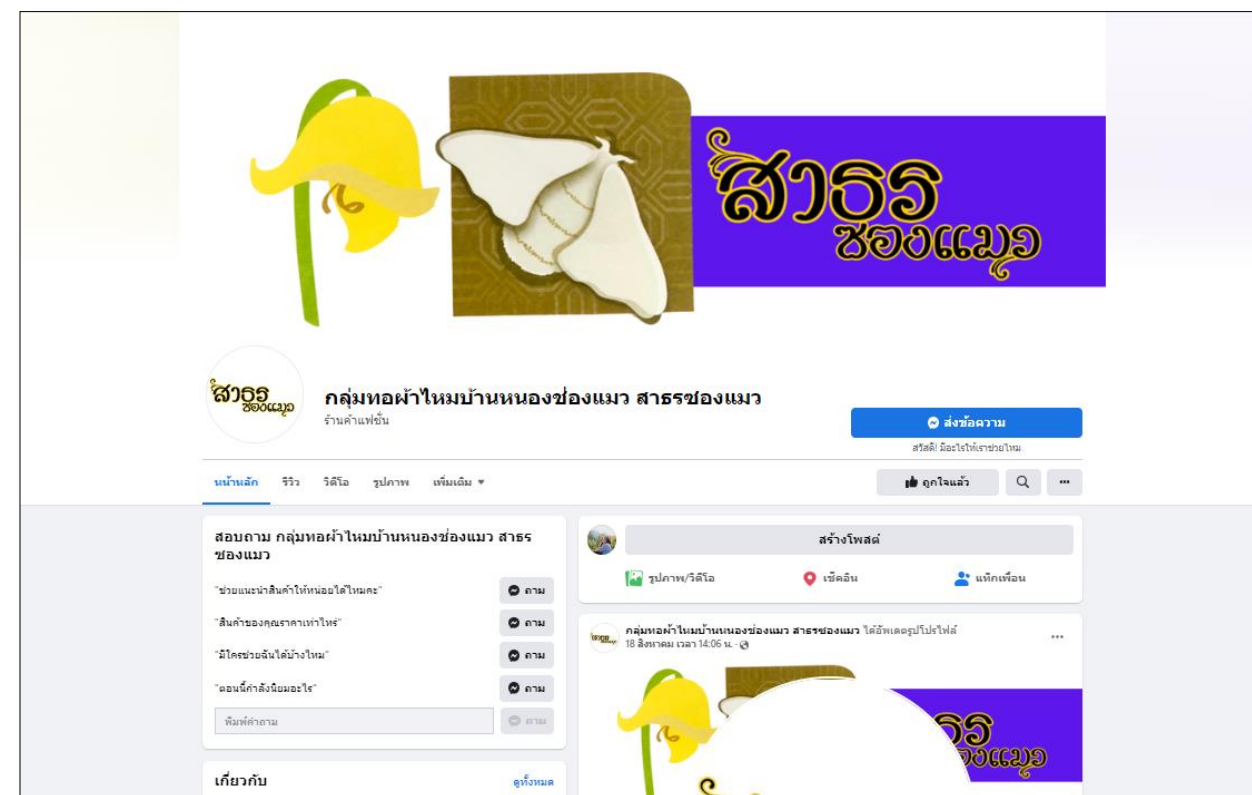 สาธร
ซองแมว
สาธร
ซองแมว
กลุ่มทอผ้าไหมบ้านหนองช่องแมว สาธรซองแมว
ร้านค้าแฟชั่น
ส่งข้อความ
สวัสดี! มีอะไรให้เราช่วยไหม
หน้าหลัก รีวิว วิดีโอ รูปภาพ เพิ่มเติม
ถูกใจแล้ว
สอบถาม กลุ่มทอผ้าไหมบ้านหนองช่องแมว สาธร
ซองแมว
"ช่วยแนะนำสินค้าให้หน่อยได้ไหมคะ" ถาม
"สินค้าของคุณราคาเท่าไหร่" ถาม
"มีใครช่วยฉันได้บ้างไหม" ถาม
"ตอนนี้กำลังนิยมอะไร" ถาม
พิมพ์คำถาม ถาม
เกี่ยวกับ ดูทั้งหมด
สร้างโพสต์
รูปภาพ/วิดีโอ เช็คอิน แท็กเพื่อน
กลุ่มทอผ้าไหมบ้านหนองช่องแมว สาธรซองแมว ได้อัพเดตรูปโปรไฟล์
18 สิงหาคม เวลา 14:06 น.
ซองแมว